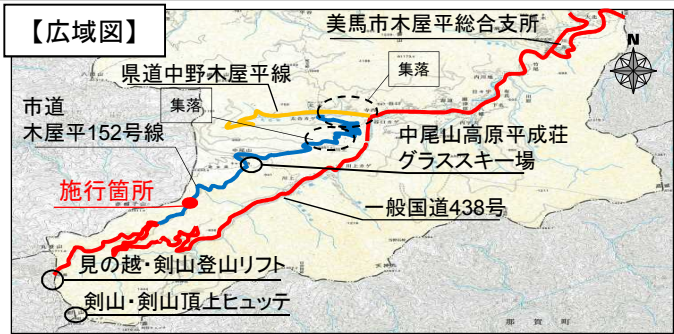 【広域図】
美馬市木屋平総合支所
N
県道中野木屋平線
集落
市道
木屋平152号線
集落
中尾山高原平成荘
グラススキー場
施行箇所
一般国道438号
見の越・剣山登山リフト
剣山・剣山頂上ヒュッテ
那賀町